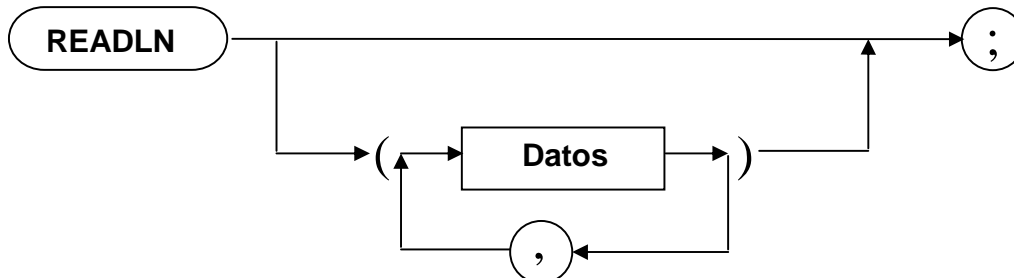 READLN ;
( Datos )
,